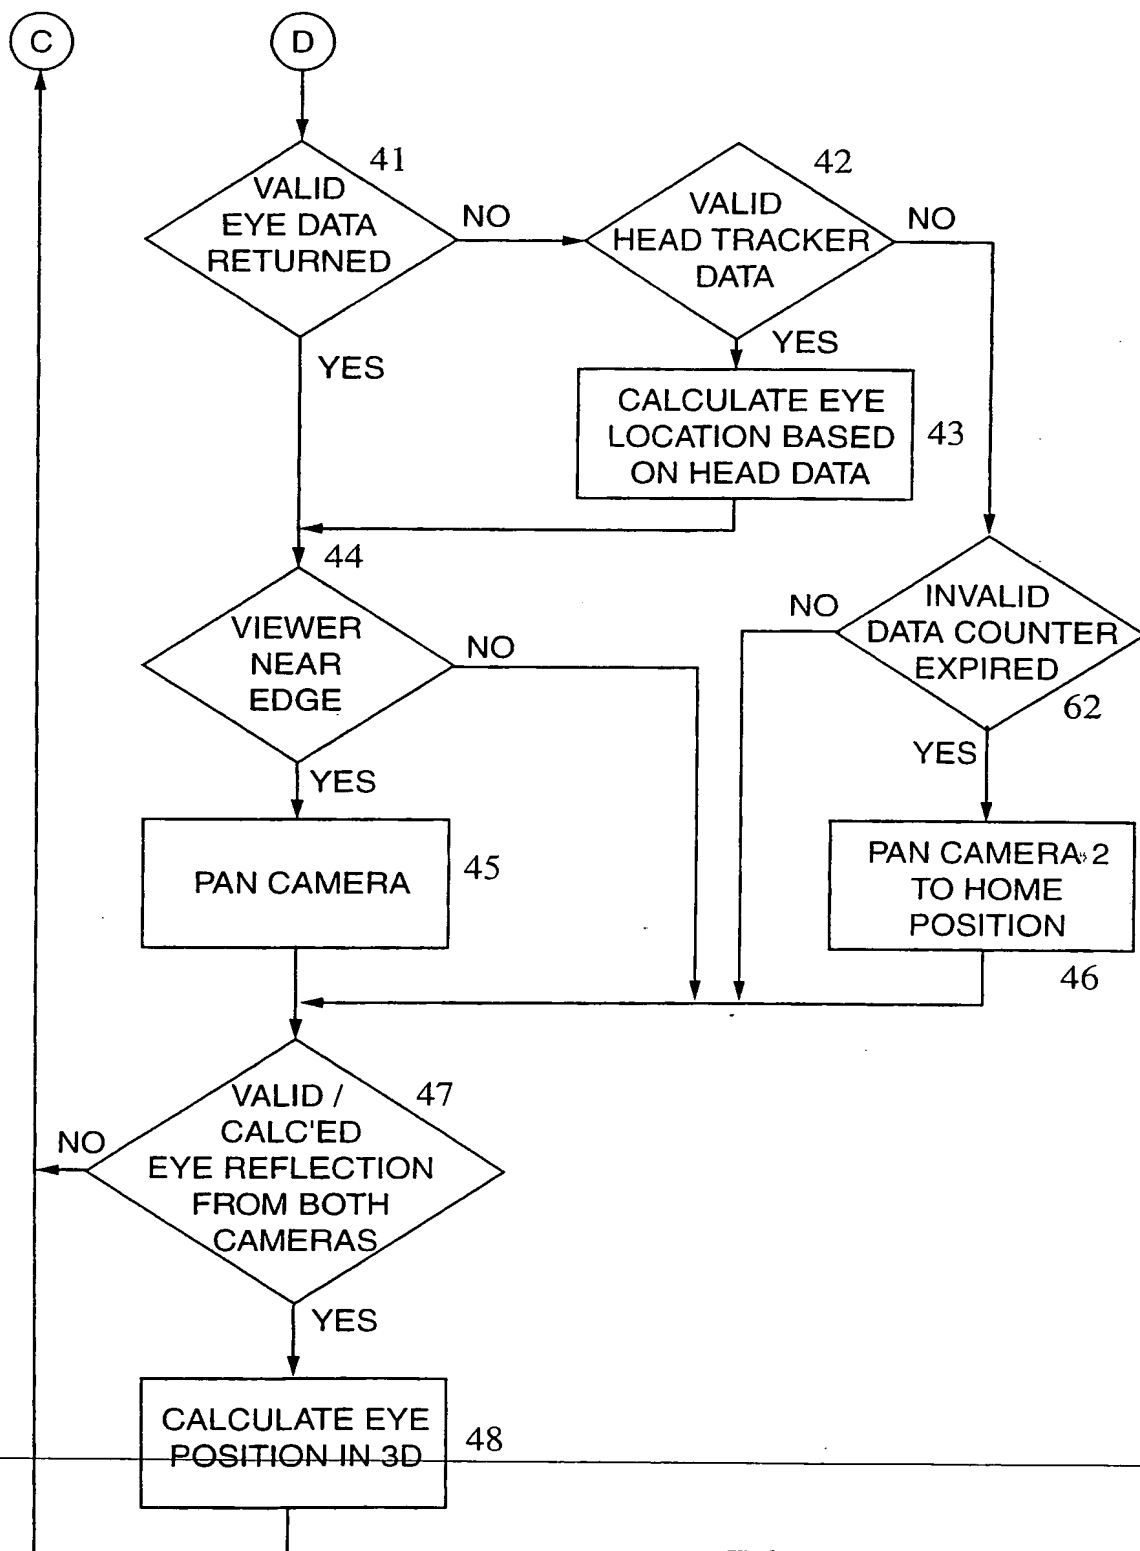 C
D
41
VALID
EYE DATA
RETURNED
NO
42
VALID
HEAD TRACKER
DATA
NO
YES
YES
CALCULATE EYE
LOCATION BASED
ON HEAD DATA
43
44
VIEWER
NEAR
EDGE
NO
NO
INVALID
DATA COUNTER
EXPIRED
62
YES
YES
PAN CAMERA
45
PAN CAMERA 2
TO HOME
POSITION
46
47
VALID /
CALC'ED
EYE REFLECTION
FROM BOTH
CAMERAS
NO
YES
CALCULATE EYE
POSITION IN 3D
48